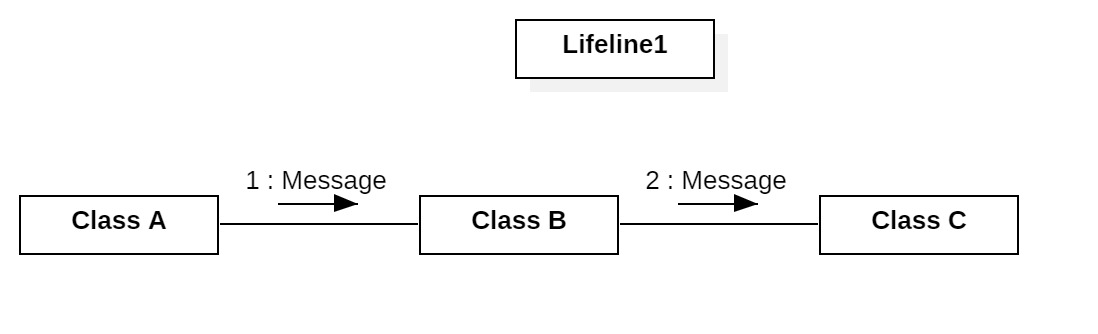 Lifeline1
1 : Message
2 : Message
Class A
Class B
Class C